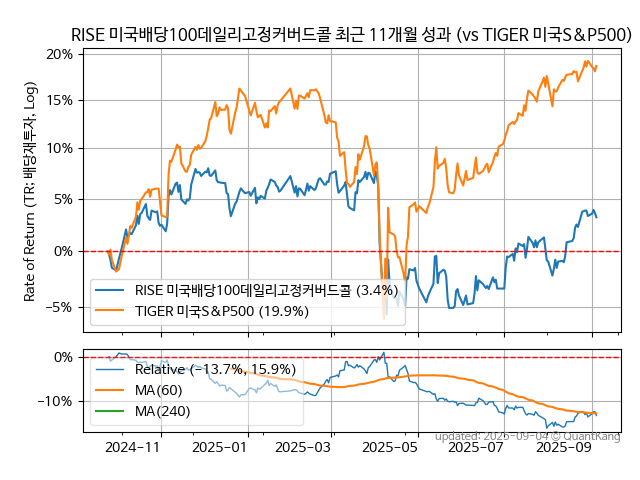 RISE 미국배당100데일리고정커버드콜 최근 11개월 성과 (vs TIGER 미국S&P500)
Rate of Return (TR: 배당재투자, Log)
20%
15%
10%
5%
0%
−5%
RISE 미국배당100데일리고정커버드콜 (3.4%)
TIGER 미국S&P500 (19.9%)
0%
−10%
Relative (−13.7%, 15.9%)
MA(60)
MA(240)
updated: 2025-09-04 © QuantKang
2024−11
2025−01
2025−03
2025−05
2025−07
2025−09